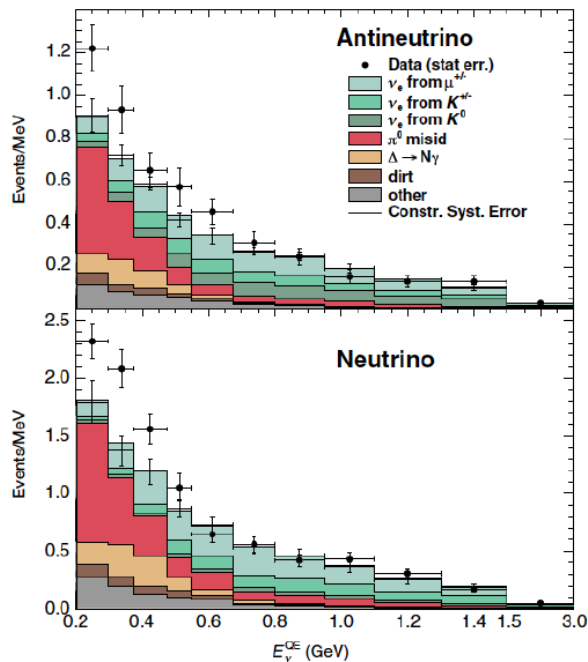 Antineutrino
Data (stat err.)
νe from μ+/-
νe from K+/-
νe from K0
π0 misid
Δ → Nγ
dirt
other
Constr. Syst. Error
Events/MeV
1.2
1.0
0.8
0.6
0.4
0.2
Neutrino
Events/MeV
2.5
2.0
1.5
1.0
0.5
0.0
0.2 0.4 0.6 0.8 1.0 1.2 1.4 1.5 3.0
EνQE (GeV)